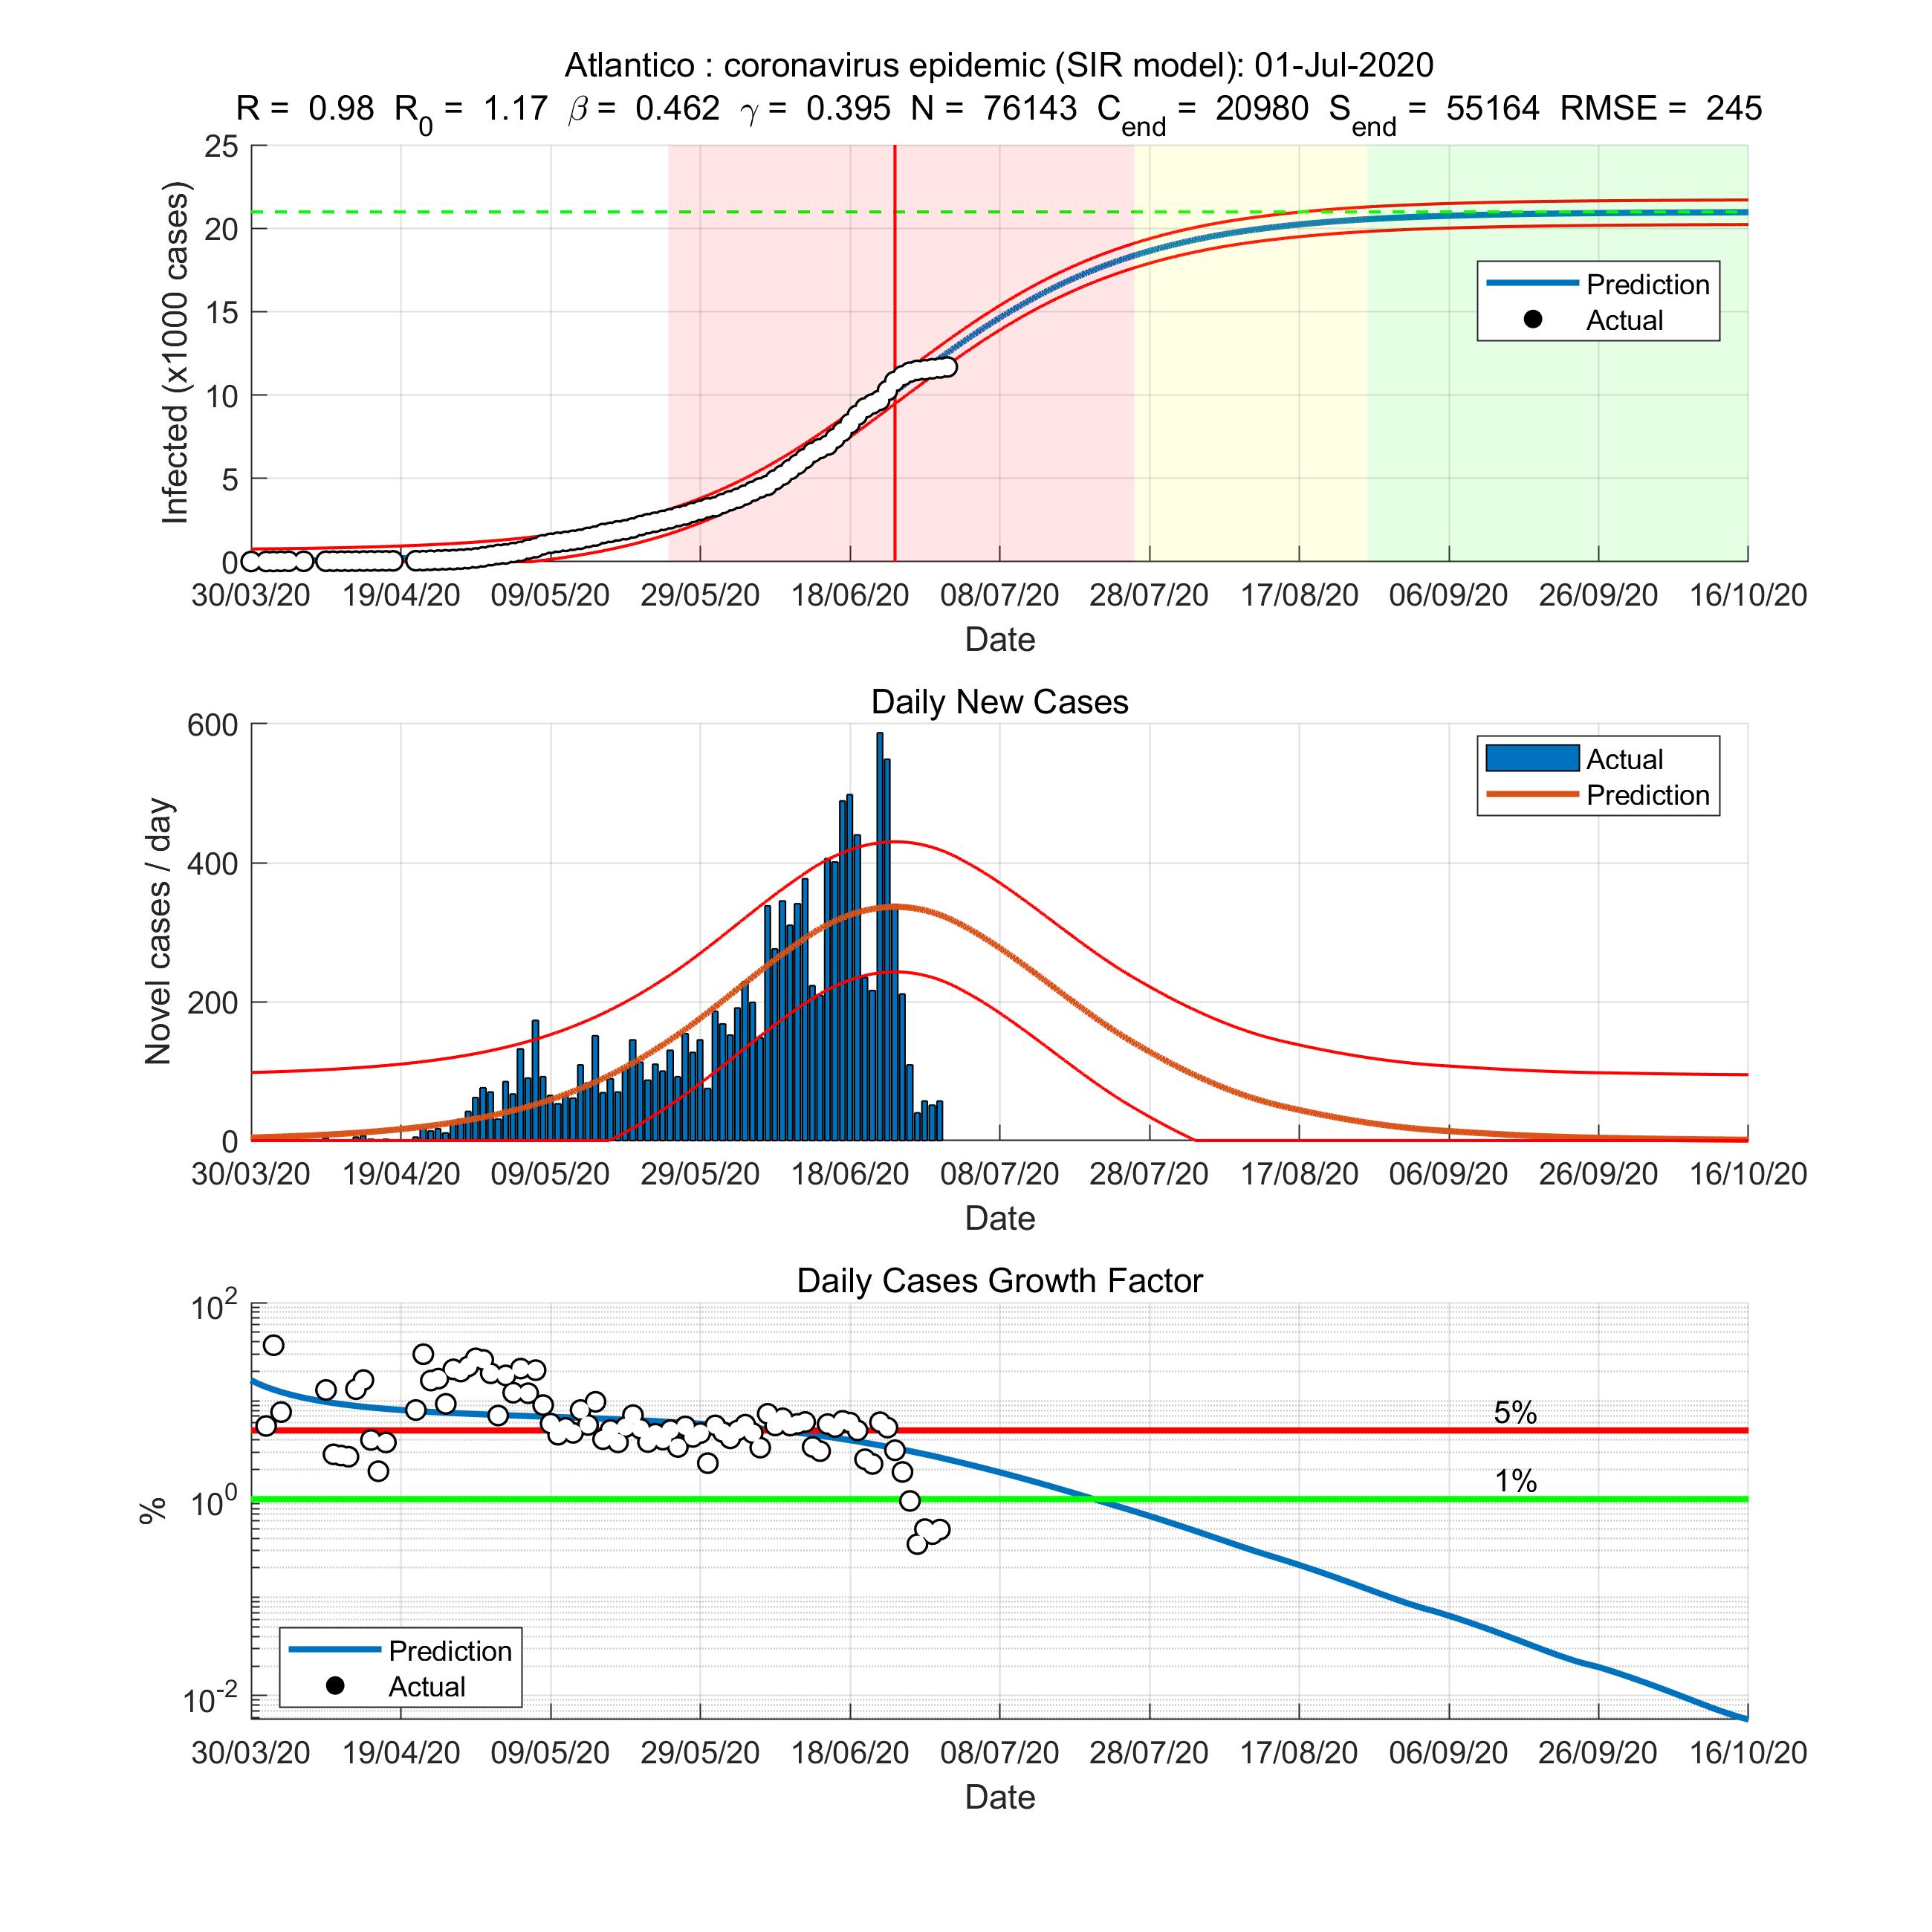 Atlantico : coronavirus epidemic (SIR model): 01-Jul-2020
R = 0.98 R0 = 1.17 β = 0.462 γ = 0.395 N = 76143 Cend = 20980 Send = 55164 RMSE = 245
25
20
15
10
5
0
Infected (x1000 cases)
Prediction
Actual
30/03/20 19/04/20 09/05/20 29/05/20 18/06/20 08/07/20 28/07/20 17/08/20 06/09/20 26/09/20 16/10/20
Date
Daily New Cases
600
400
200
0
Novel cases / day
Actual
Prediction
30/03/20 19/04/20 09/05/20 29/05/20 18/06/20 08/07/20 28/07/20 17/08/20 06/09/20 26/09/20 16/10/20
Date
Daily Cases Growth Factor
10^2
10^0
10^-2
%
5%
1%
Prediction
Actual
30/03/20 19/04/20 09/05/20 29/05/20 18/06/20 08/07/20 28/07/20 17/08/20 06/09/20 26/09/20 16/10/20
Date